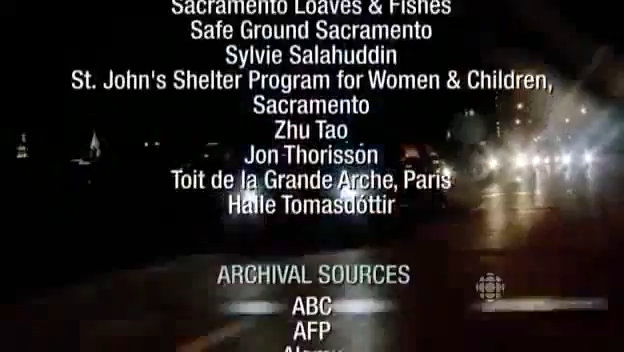 Sacramento Loaves & Fishes
Safe Ground Sacramento
Sylvie Salahuddin
St. John's Shelter Program for Women & Children,
Sacramento
Zhu Tao
Jon Thorisson
Toit de la Grande Arche, Paris
Halle Tomasdóttir
ARCHIVAL SOURCES
ABC
AFP
Alamy